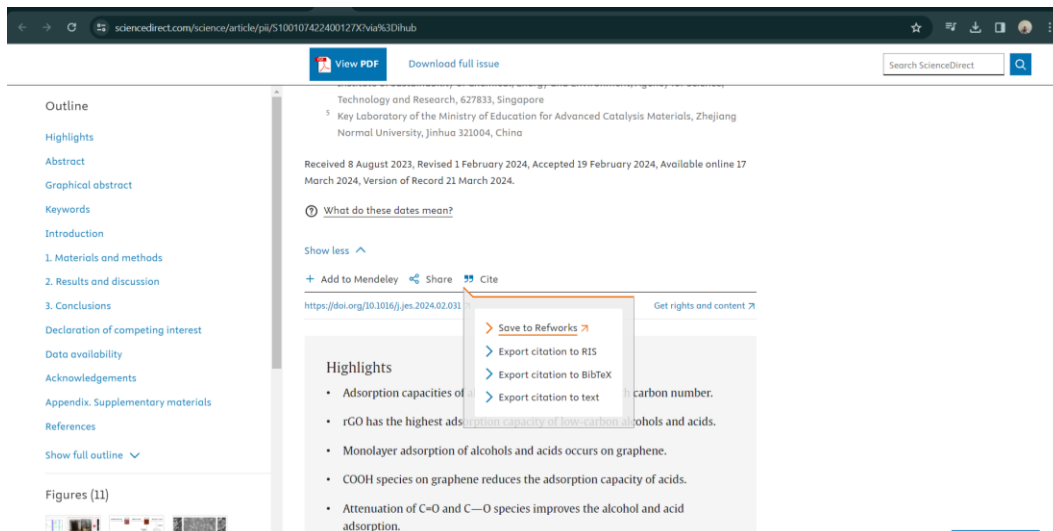 sciencedirect.com/science/article/pii/S100107422400127X?via%3Dihub
View PDF
Download full issue
Search ScienceDirect
Outline
Highlights
Abstract
Graphical abstract
Keywords
Introduction
1. Materials and methods
2. Results and discussion
3. Conclusions
Declaration of competing interest
Data availability
Acknowledgements
Appendix. Supplementary materials
References
Show full outline
Figures (11)
Technology and Research, 627833, Singapore
5 Key Laboratory of the Ministry of Education for Advanced Catalysis Materials, Zhejiang
Normal University, Jinhua 321004, China
Received 8 August 2023, Revised 1 February 2024, Accepted 19 February 2024, Available online 17
March 2024, Version of Record 21 March 2024.
What do these dates mean?
Show less
+ Add to Mendeley Share Cite
https://doi.org/10.1016/j.jes.2024.02.031
Get rights and content
Save to Refworks
Export citation to RIS
Export citation to BibTeX
Export citation to text
Highlights
• Adsorption capacities of carbon number.
• rGO has the highest adsorption capacity of low-carbon alcohols and acids.
• Monolayer adsorption of alcohols and acids occurs on graphene.
• COOH species on graphene reduces the adsorption capacity of acids.
• Attenuation of C=O and C—O species improves the alcohol and acid
adsorption.